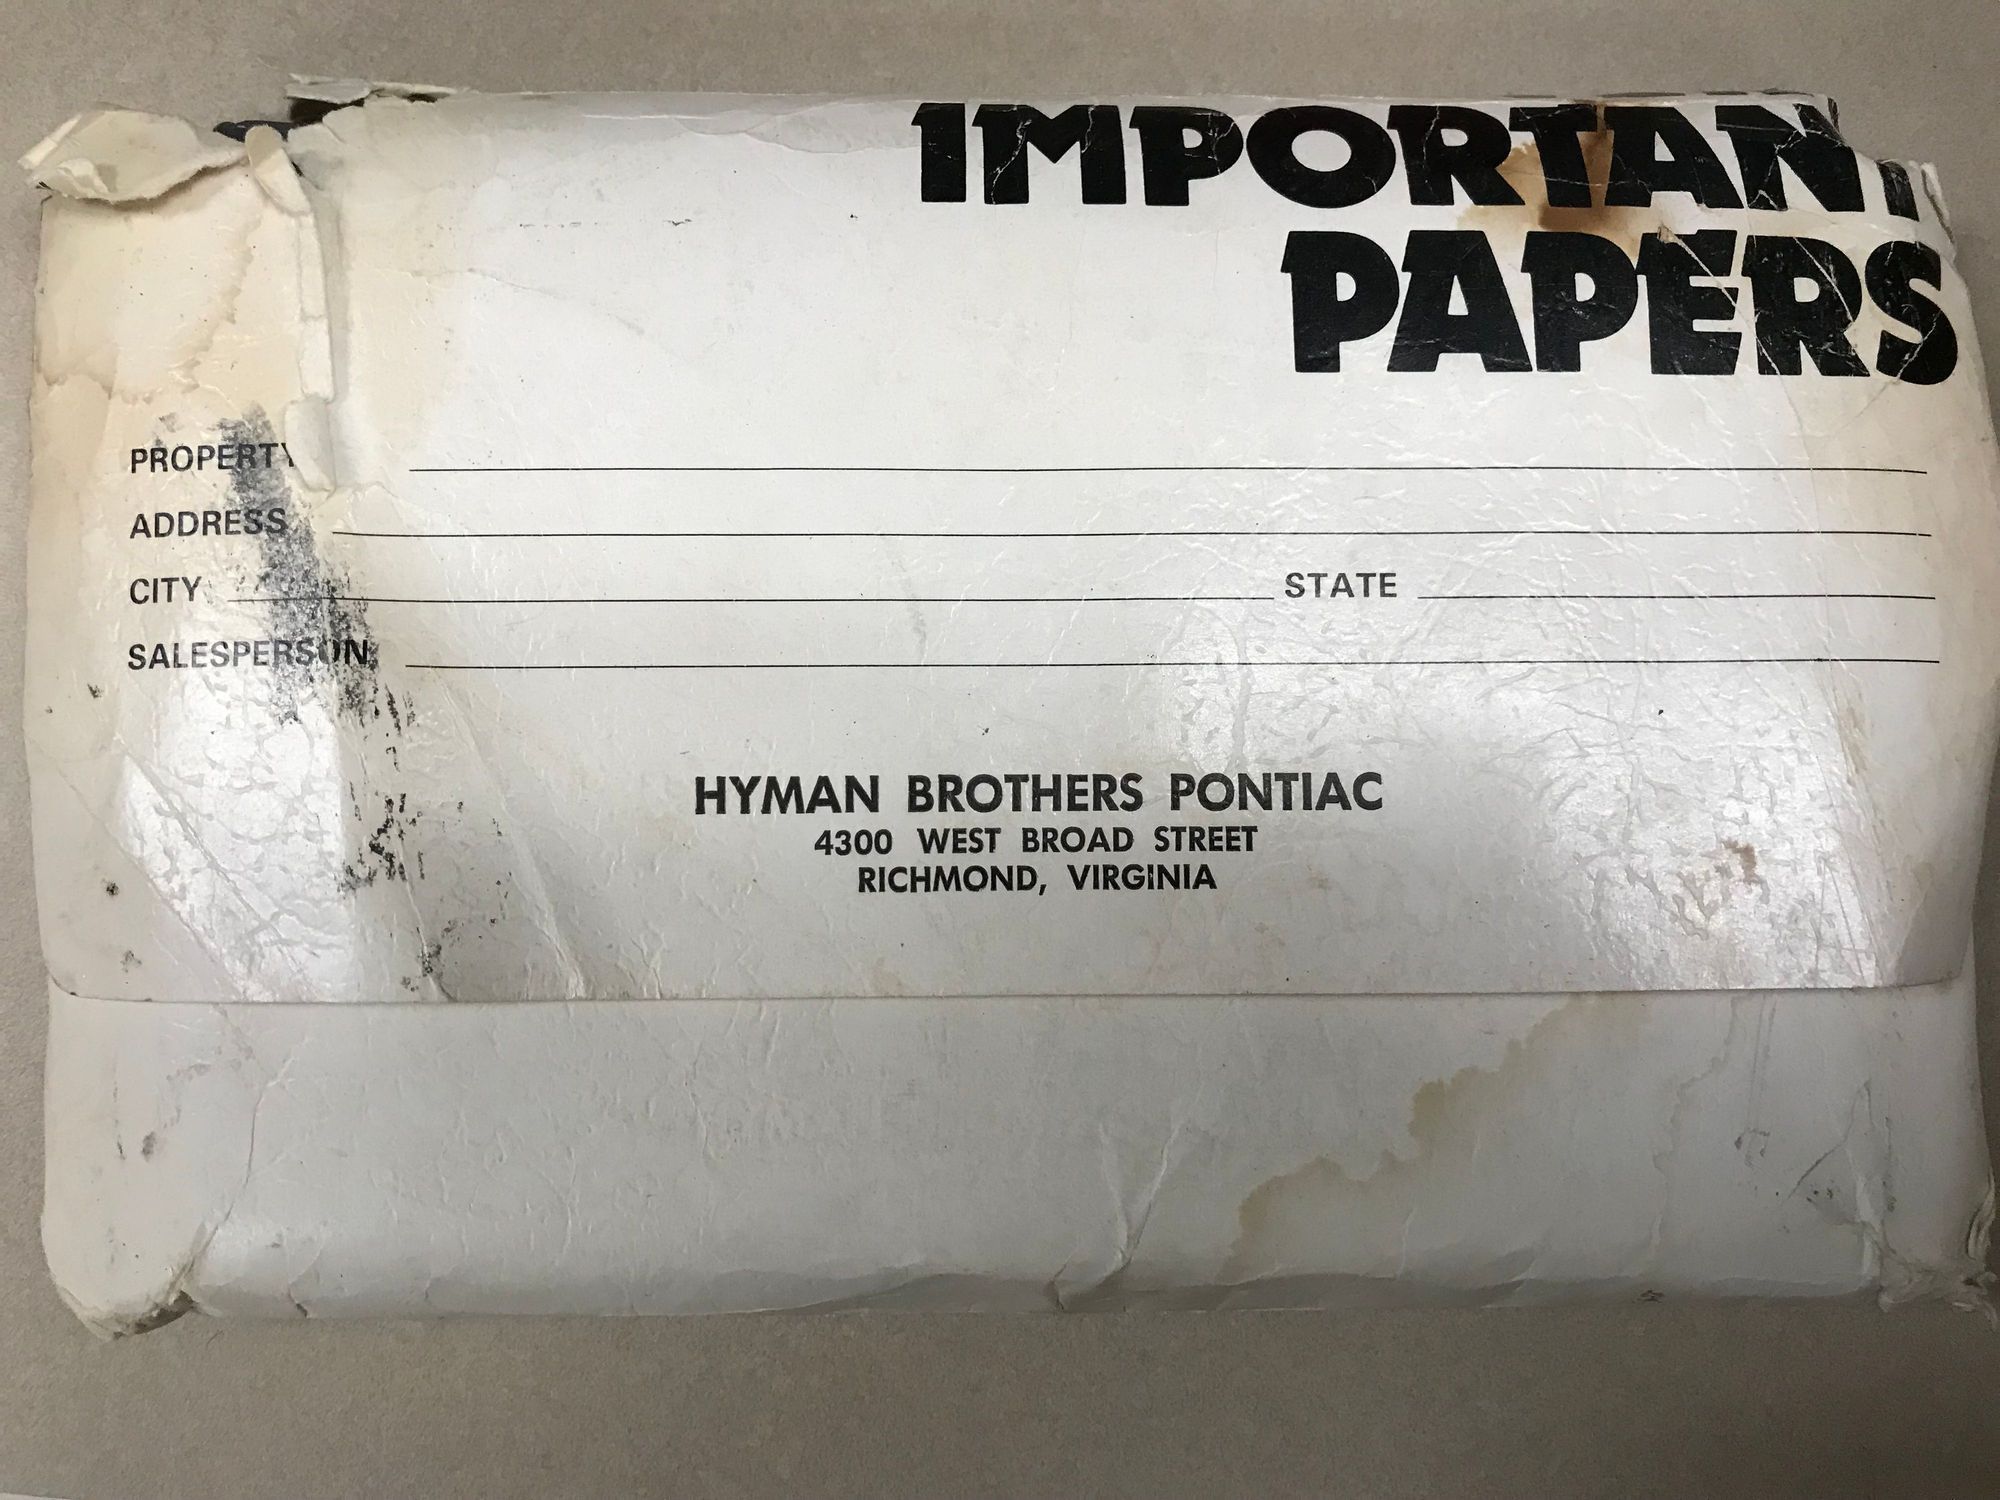 IMPORTANT
PAPERS
PROPERTY
ADDRESS
CITY STATE
SALESPERSON
HYMAN BROTHERS PONTIAC
4300 WEST BROAD STREET
RICHMOND, VIRGINIA